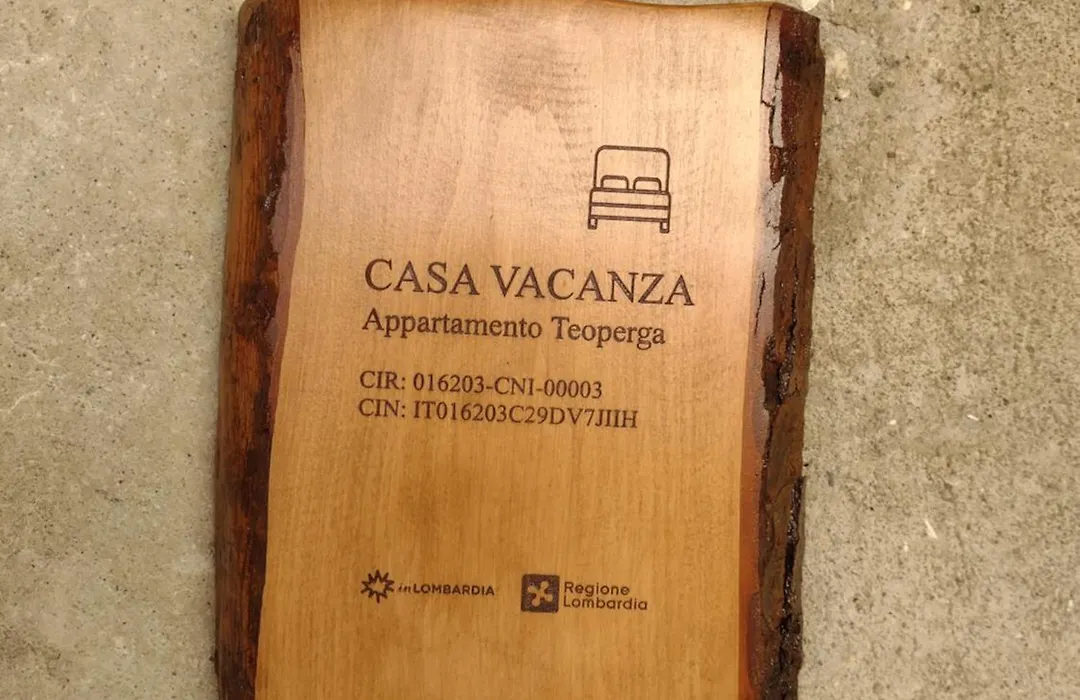 CASA VACANZA
Appartamento Teoperga
CIR: 016203-CNI-00003
CIN: IT016203C29DV7JIIH
inLOMBARDIA
Regione
Lombardia